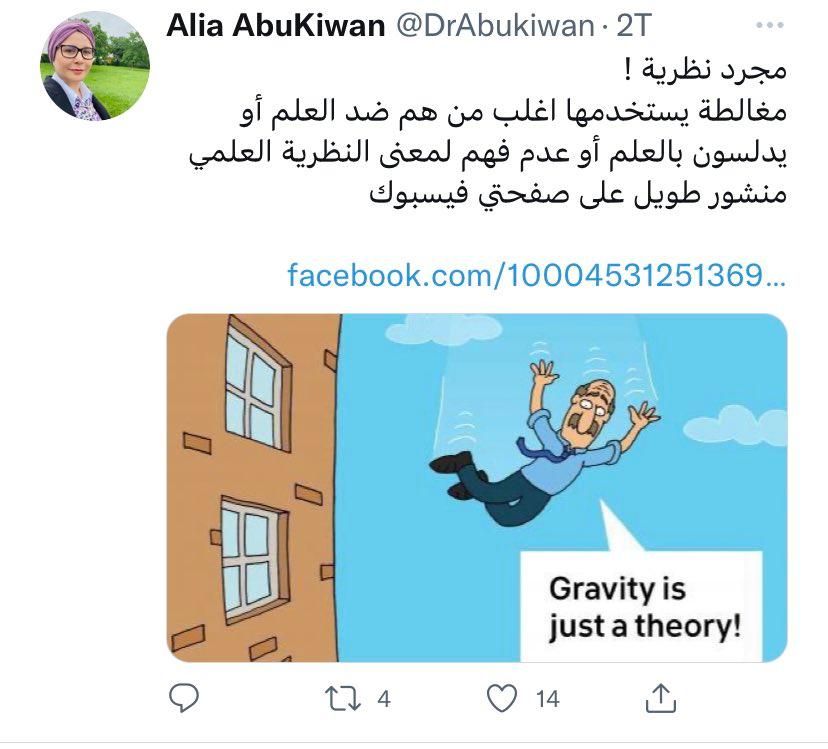 Alia AbuKiwan @DrAbukiwan · 2T
مجرد نظرية !
مغالطة يستخدمها اغلب من هم ضد العلم أو
يدلسون بالعلم أو عدم فهم لمعنى النظرية العلمي
منشور طويل على صفحتي فيسبوك
facebook.com/10004531251369...
Gravity is
just a theory!
4 14